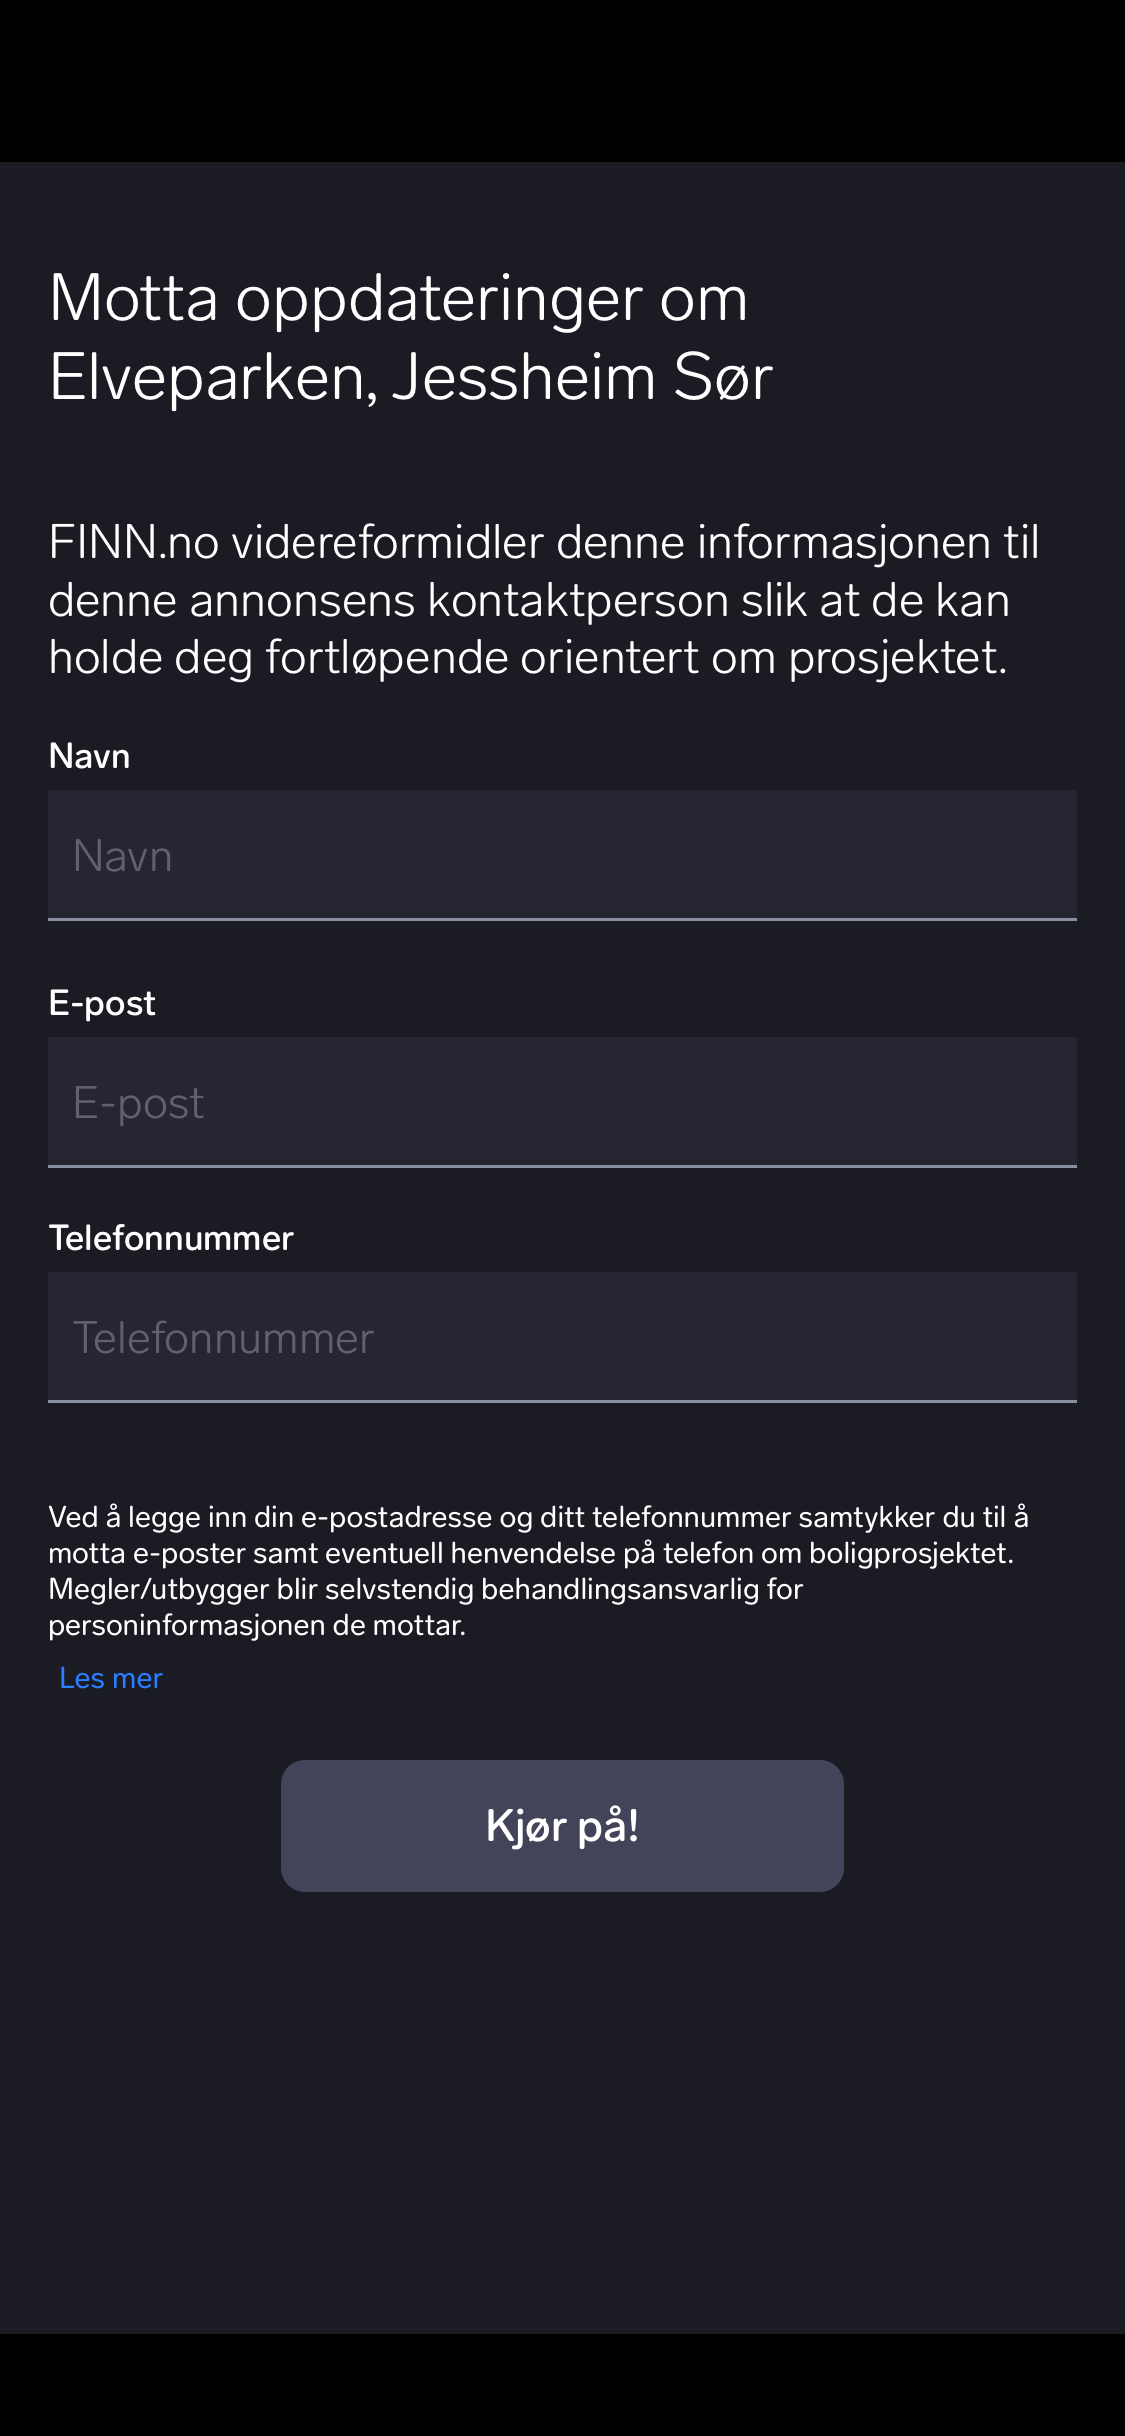 Motta oppdateringer om
Elveparken, Jessheim Sør
FINN.no videreformidler denne informasjonen til
denne annonsens kontaktperson slik at de kan
holde deg fortløpende orientert om prosjektet.
Navn
Navn
E-post
E-post
Telefonnummer
Telefonnummer
Ved å legge inn din e-postadresse og ditt telefonnummer samtykker du til å
motta e-poster samt eventuell henvendelse på telefon om boligprosjektet.
Megler/utbygger blir selvstendig behandlingsansvarlig for
personinformasjonen de mottar.
Les mer
Kjør på!